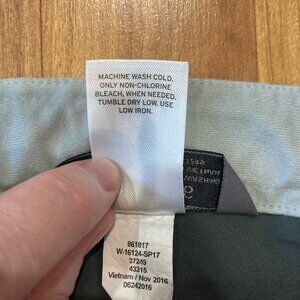 MACHINE WASH COLD,
ONLY NON-CHLORINE
BLEACH, WHEN NEEDED,
TUMBLE DRY LOW. USE
LOW IRON.
861817
W-16124-SP17
37249
43315
Vietnam / Nov 2016
06242016